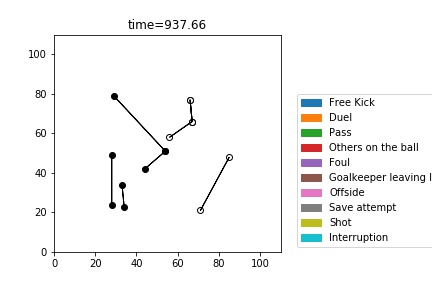 time=937.66
100
80
60
40
20
0
0 20 40 60 80 100
Free Kick
Duel
Pass
Others on the ball
Foul
Goalkeeper leaving l
Offside
Save attempt
Shot
Interruption